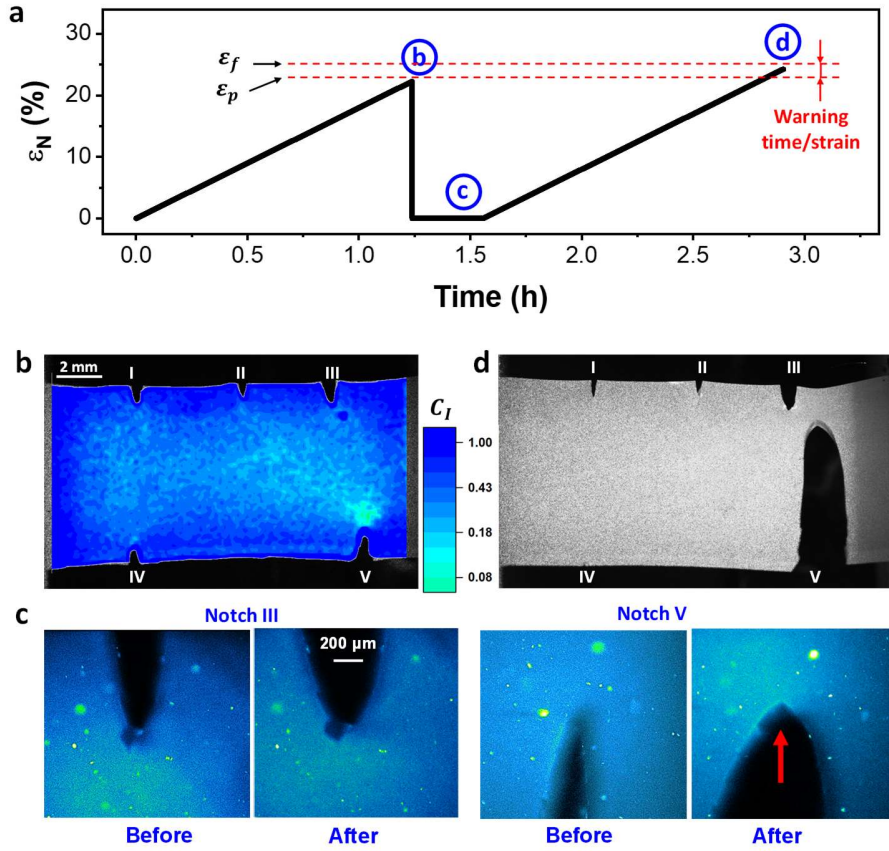 a
30
20
10
0
ε_N (%)
ε_f
ε_p
b
d
c
Warning
time/strain
0.0 0.5 1.0 1.5 2.0 2.5 3.0
Time (h)
b
2 mm
I II III
IV V
C_I
1.00
0.43
0.18
0.08
d
I II III
IV V
c
Notch III
200 µm
Before After
Notch V
Before After